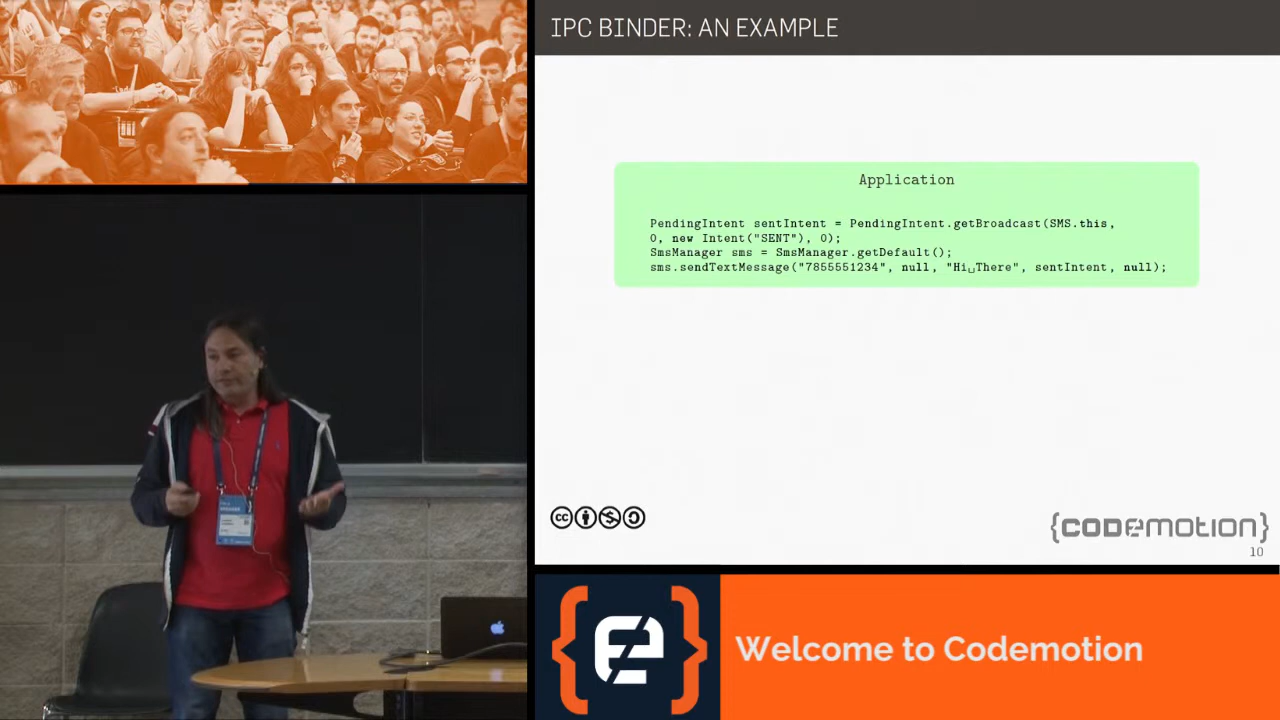 IPC BINDER: AN EXAMPLE
Application
PendingIntent sentIntent = PendingIntent.getBroadcast(SMS.this,
0, new Intent("SENT"), 0);
SmsManager sms = SmsManager.getDefault();
sms.sendTextMessage("7855551234", null, "Hi␣There", sentIntent, null);
cc
{CODEMOTION}
10
Welcome to Codemotion